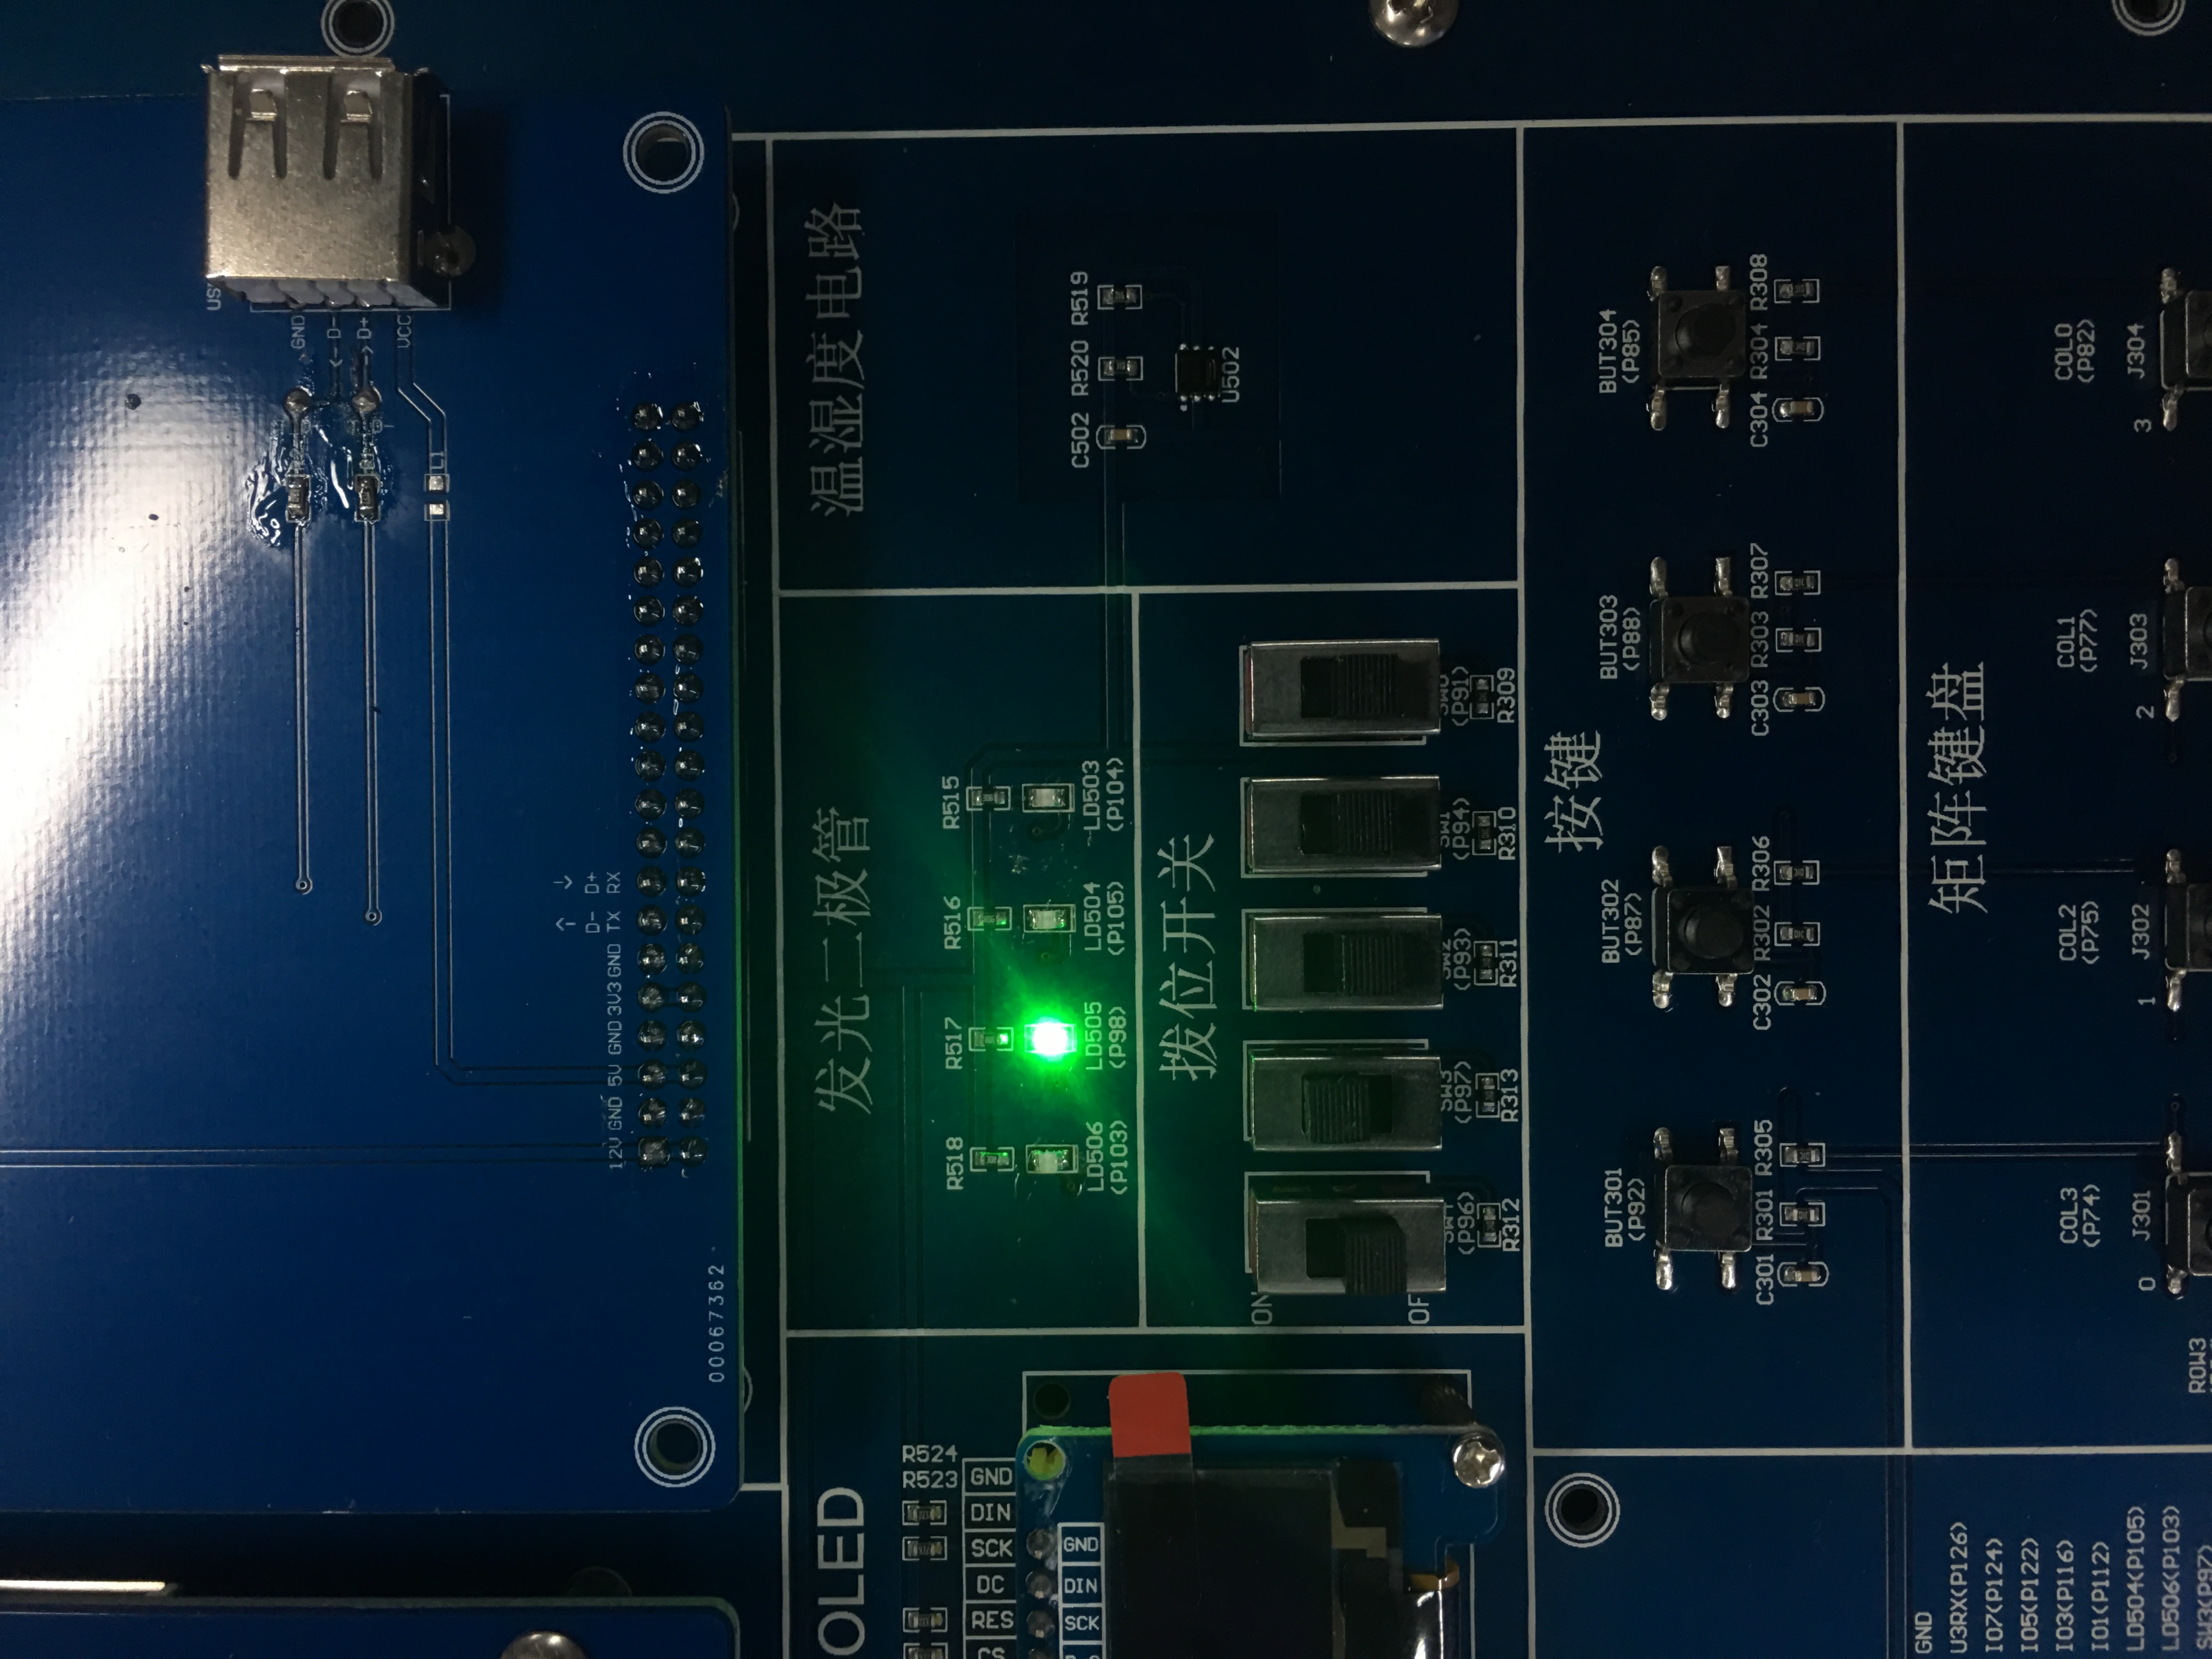 GND
D-
D+
VCC
L1
D- D+
12V GND 5V GND 3V3 GND TX RX
00067362
OLED
发光二极管
温湿度电路
R523
R524
RES
DC
SCK
DIN
GND
SCK
DIN
GND
R518 R517 R516 R515
LD506 LD505 LD504 LD503
(P103) (P98) (P105) (P104)
C502 R520 R519
U502
拨位开关
ON
SW3 SW2 SW1
(P96) (P97) (P93) (P94) (P91)
R312 R313 R311 R310 R309
按键
BUT301 BUT302 BUT303 BUT304
(P92) (P87) (P88) (P85)
C301 R301 R305 C302 R302 R306 C303 R303 R307 C304 R304 R308
矩阵键盘
GND
U3RX(P126)
IO7(P124)
IO5(P122)
IO3(P116)
IO1(P112)
LD504(P105)
LD506(P103)
SW3(P97)
COL3 COL2 COL1 COL0
(P74) (P75) (P77) (P82)
0 J301 1 J302 2 J303 3 J304
ROW3